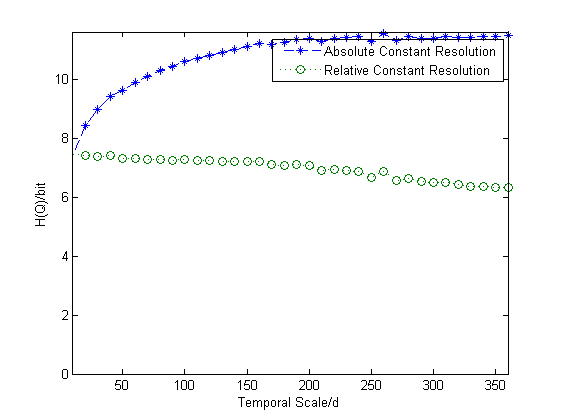 Absolute Constant Resolution
Relative Constant Resolution
10
8
6
4
2
0
H(Q)/bit
50 100 150 200 250 300 350
Temporal Scale/d